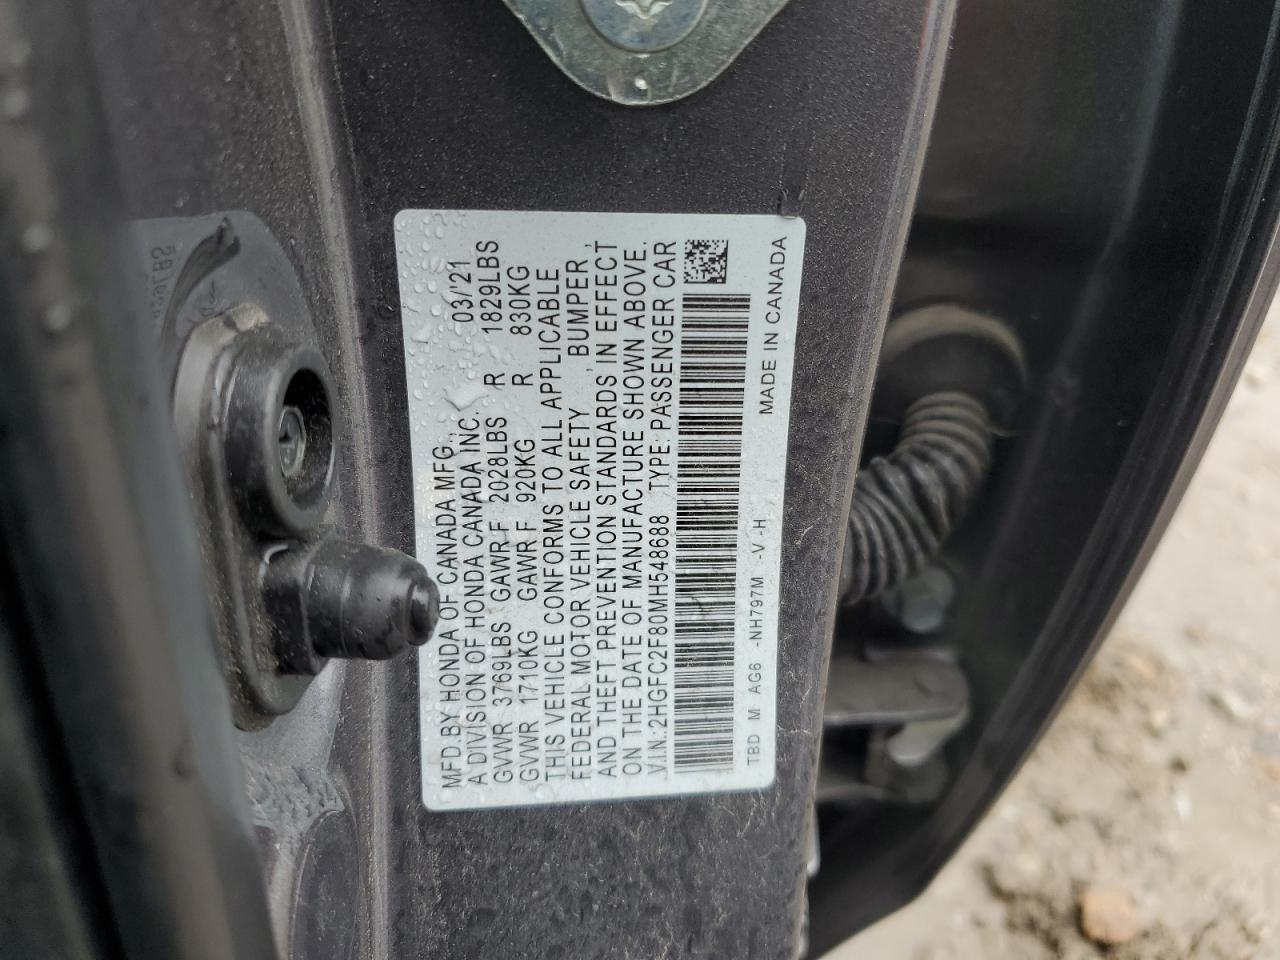 MFD.BY HONDA OF CANADA MFG., 03/'21
A DIVISION OF HONDA CANADA INC.
GVWR 3769LBS GAWR F 2028LBS R 1829LBS
GVWR 1710KG GAWR F 920KG R 830KG
THIS VEHICLE CONFORMS TO ALL APPLICABLE
FEDERAL MOTOR VEHICLE SAFETY, BUMPER,
AND THEFT PREVENTION STANDARDS, IN EFFECT
ON THE DATE OF MANUFACTURE SHOWN ABOVE.
V.I.N.:2HGFC2F80MH548688 TYPE: PASSENGER CAR
TBD M AG6 -NH797M -V -H
MADE IN CANADA